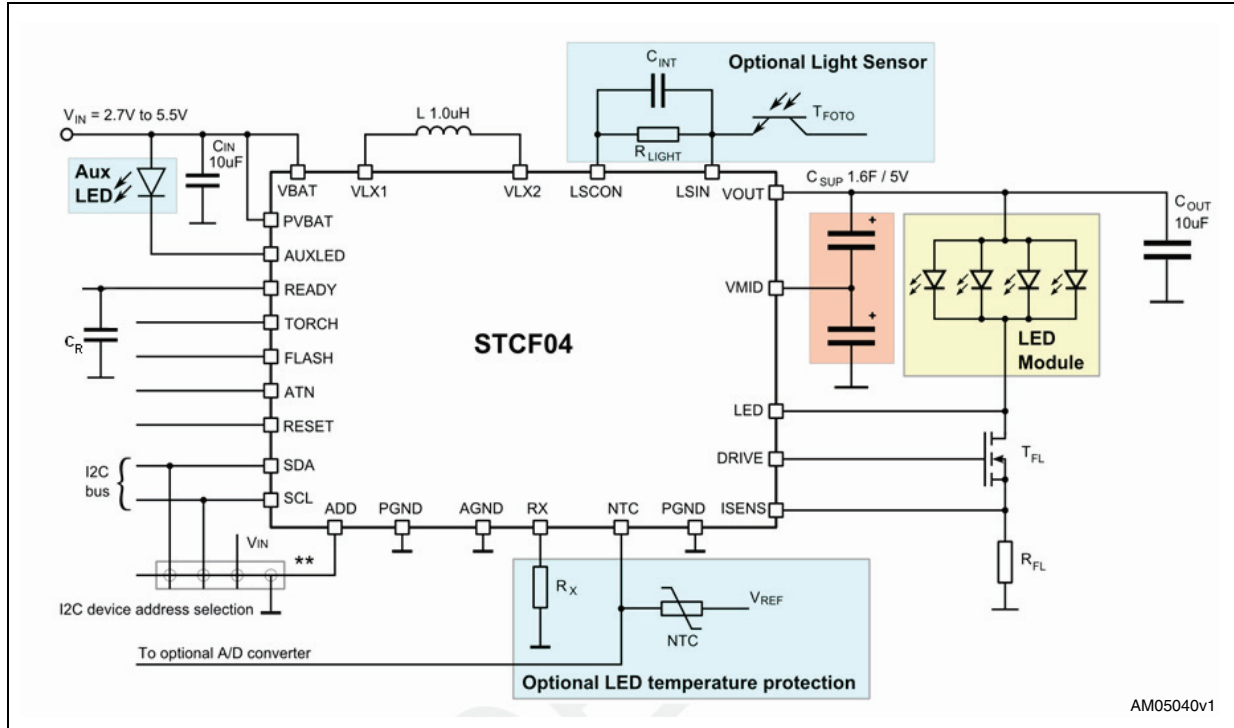 Optional Light Sensor
CINT
VIN = 2.7V to 5.5V
L 1.0uH
TFOTO
RLIGHT
CIN
10uF
Aux
LED
VBAT
VLX1
VLX2
LSCON
LSIN
VOUT
CSUP 1.6F / 5V
COUT
10uF
PVBAT
AUXLED
READY
TORCH
FLASH
ATN
RESET
SDA
SCL
CR
STCF04
VMID
+
+
LED
Module
LED
DRIVE
ISENS
TFL
RFL
I2C
bus
ADD
PGND
AGND
RX
NTC
PGND
VIN
**
I2C device address selection
RX
VREF
NTC
To optional A/D converter
Optional LED temperature protection
AM05040v1